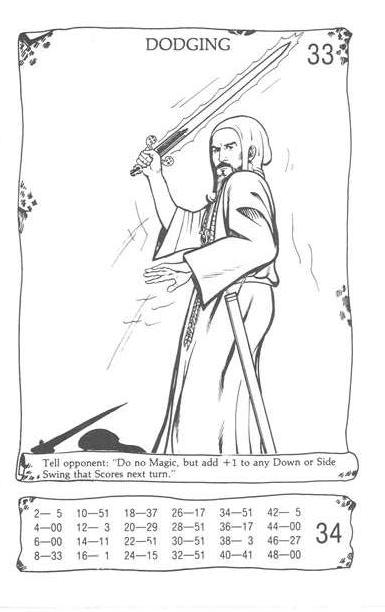 DODGING
33
Tell opponent: "Do no Magic, but add +1 to any Down or Side
Swing that Scores next turn."
2— 5 10—51 18—37 26—17 34—51 42— 5
4—00 12— 3 20—29 28—51 36—17 44—00
6—00 14—11 22—51 30—51 38— 3 46—27
8—33 16— 1 24—15 32—51 40—41 48—00
34